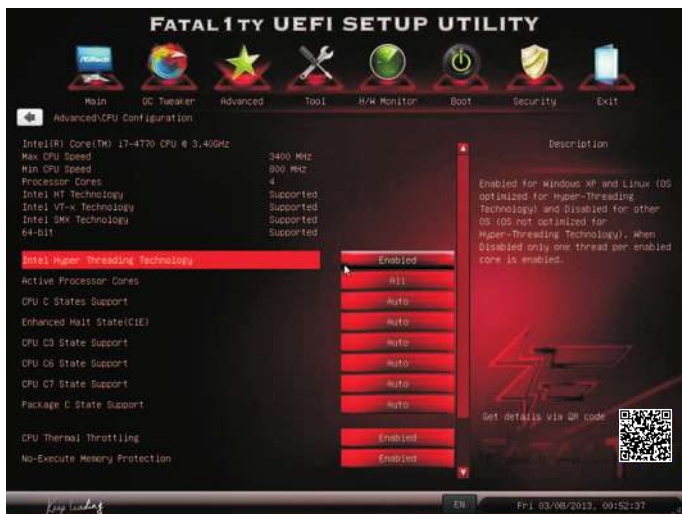 FATAL1TY UEFI SETUP UTILITY
ASRock
Main OC Tweaker Advanced Tool H/W Monitor Boot Security Exit
Advanced\CPU Configuration
Intel(R) Core(TM) i7-4770 CPU @ 3.40GHz
Max CPU Speed 3400 MHz
Min CPU Speed 800 MHz
Processor Cores 4
Intel HT Technology Supported
Intel VT-x Technology Supported
Intel SMX Technology Supported
64-bit Supported
Intel Hyper Threading Technology Enabled
Active Processor Cores All
CPU C States Support Auto
Enhanced Halt State(C1E) Auto
CPU C3 State Support Auto
CPU C6 State Support Auto
CPU C7 State Support Auto
Package C State Support Auto
CPU Thermal Throttling Enabled
No-Execute Memory Protection Enabled
Description
Enabled for Windows XP and Linux (OS
optimized for Hyper-Threading
Technology) and Disabled for other
OS (OS not optimized for
Hyper-Threading Technology). When
Disabled only one thread per enabled
core is enabled.
Get details via QR code
Keep Leading
EN Fri 03/08/2013, 00:52:37